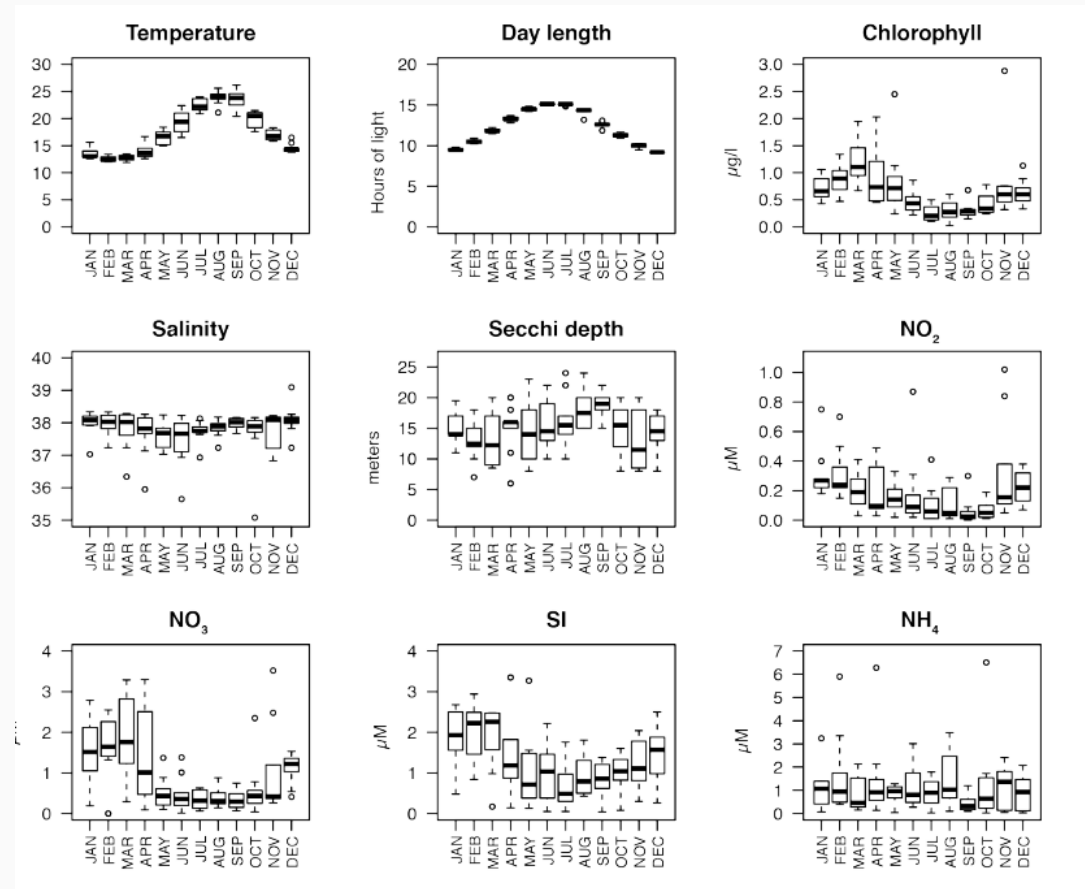 Temperature
30
25
20
15
10
5
0
JAN FEB MAR APR MAY JUN JUL AUG SEP OCT NOV DEC
Day length
Hours of light
20
15
10
5
0
JAN FEB MAR APR MAY JUN JUL AUG SEP OCT NOV DEC
Chlorophyll
µg/l
3.0
2.5
2.0
1.5
1.0
0.5
0.0
JAN FEB MAR APR MAY JUN JUL AUG SEP OCT NOV DEC
Salinity
40
39
38
37
36
35
JAN FEB MAR APR MAY JUN JUL AUG SEP OCT NOV DEC
Secchi depth
meters
25
20
15
10
5
0
JAN FEB MAR APR MAY JUN JUL AUG SEP OCT NOV DEC
NO₂
µM
1.0
0.8
0.6
0.4
0.2
0.0
JAN FEB MAR APR MAY JUN JUL AUG SEP OCT NOV DEC
NO₃
4
3
2
1
0
JAN FEB MAR APR MAY JUN JUL AUG SEP OCT NOV DEC
SI
µM
4
3
2
1
0
JAN FEB MAR APR MAY JUN JUL AUG SEP OCT NOV DEC
NH₄
µM
7
6
5
4
3
2
1
0
JAN FEB MAR APR MAY JUN JUL AUG SEP OCT NOV DEC